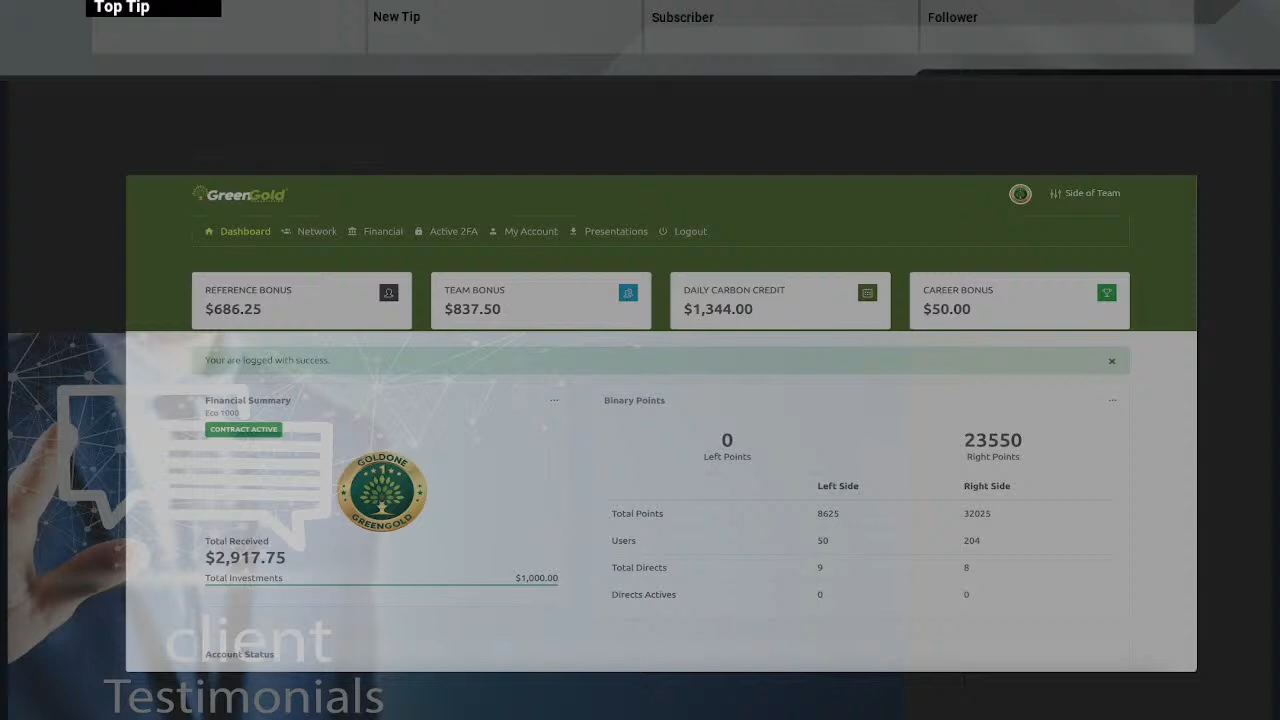 Top Tip
New Tip
Subscriber
Follower
GreenGold
Side of Team
Dashboard Network Financial Active 2FA My Account Presentations Logout
REFERENCE BONUS
$686.25
TEAM BONUS
$837.50
DAILY CARBON CREDIT
$1,344.00
CAREER BONUS
$50.00
Your are logged with success. ×
Financial Summary ...
Eco 1000
CONTRACT ACTIVE
GOLDONE
1
GREENGOLD
Total Received
$2,917.75
Total Investments $1,000.00
Binary Points ...
0 23550
Left Points Right Points
Left Side Right Side
Total Points 8625 32025
Users 50 204
Total Directs 9 8
Directs Actives 0 0
Account Status
client
Testimonials